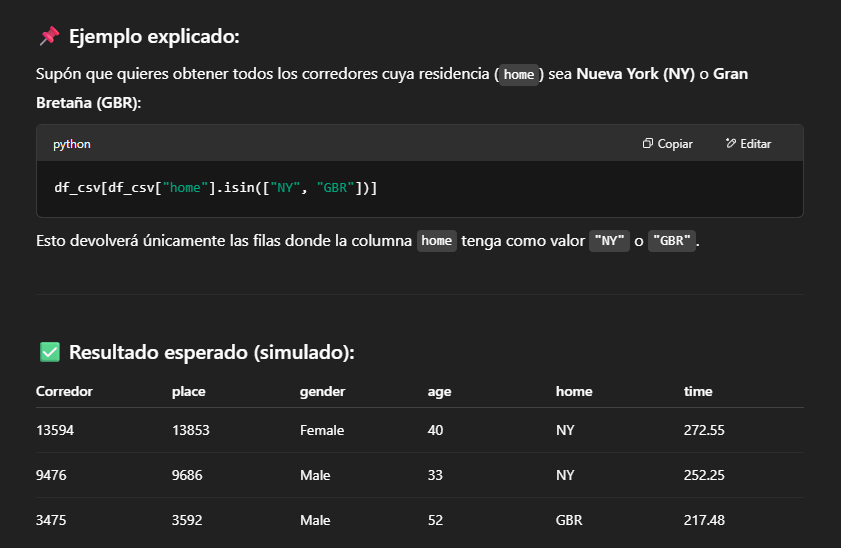 📌 Ejemplo explicado:
Supón que quieres obtener todos los corredores cuya residencia (home) sea Nueva York (NY) o Gran
Bretaña (GBR):
python Copiar Editar
df_csv[df_csv["home"].isin(["NY", "GBR"])]
Esto devolverá únicamente las filas donde la columna home tenga como valor "NY" o "GBR".
✅ Resultado esperado (simulado):
Corredor place gender age home time
13594 13853 Female 40 NY 272.55
9476 9686 Male 33 NY 252.25
3475 3592 Male 52 GBR 217.48